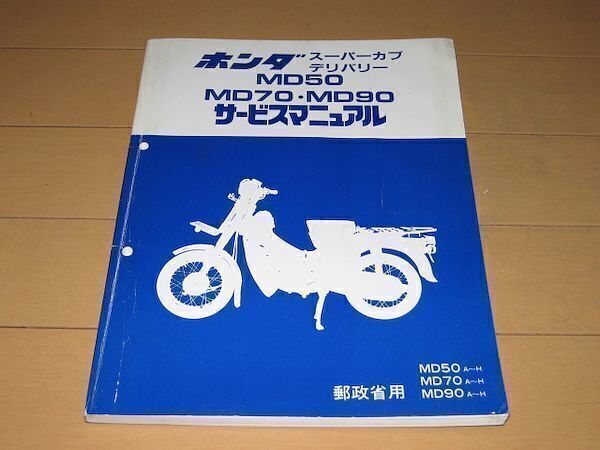 ホンダ スーパーカブ
デリバリー
MD50
MD70・MD90
サービスマニュアル
MD50 A～H
MD70 A～H
郵政省用 MD90 A～H